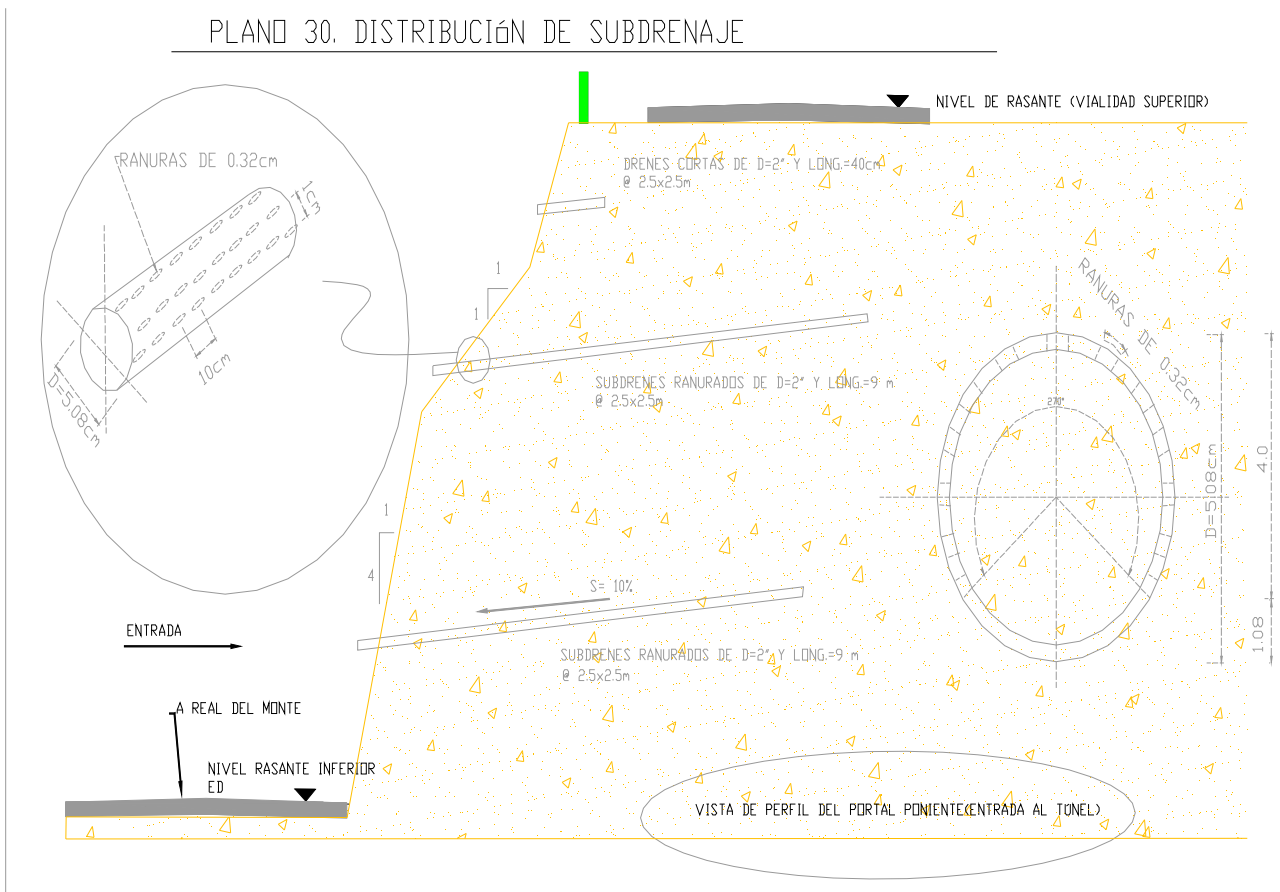 PLANO 30. DISTRIBUCIóN DE SUBDRENAJE
NIVEL DE RASANTE (VIALIDAD SUPERIOR)
RANURAS DE 0.32cm
1cm
10cm
D=5.08cm
DRENES CORTAS DE D=2" Y LONG.=40cm
@ 2.5x2.5m
1
1
SUBDRENES RANURADOS DE D=2" Y LONG.=9 m
@ 2.5x2.5m
RANURAS DE 0.32cm
270°
D=5.08cm
4.0
1.08
1
4
S= 10%
SUBDRENES RANURADOS DE D=2" Y LONG.=9 m
@ 2.5x2.5m
ENTRADA
A REAL DEL MONTE
NIVEL RASANTE INFERIOR
ED
VISTA DE PERFIL DEL PORTAL PONIENTE(ENTRADA AL TUNEL)